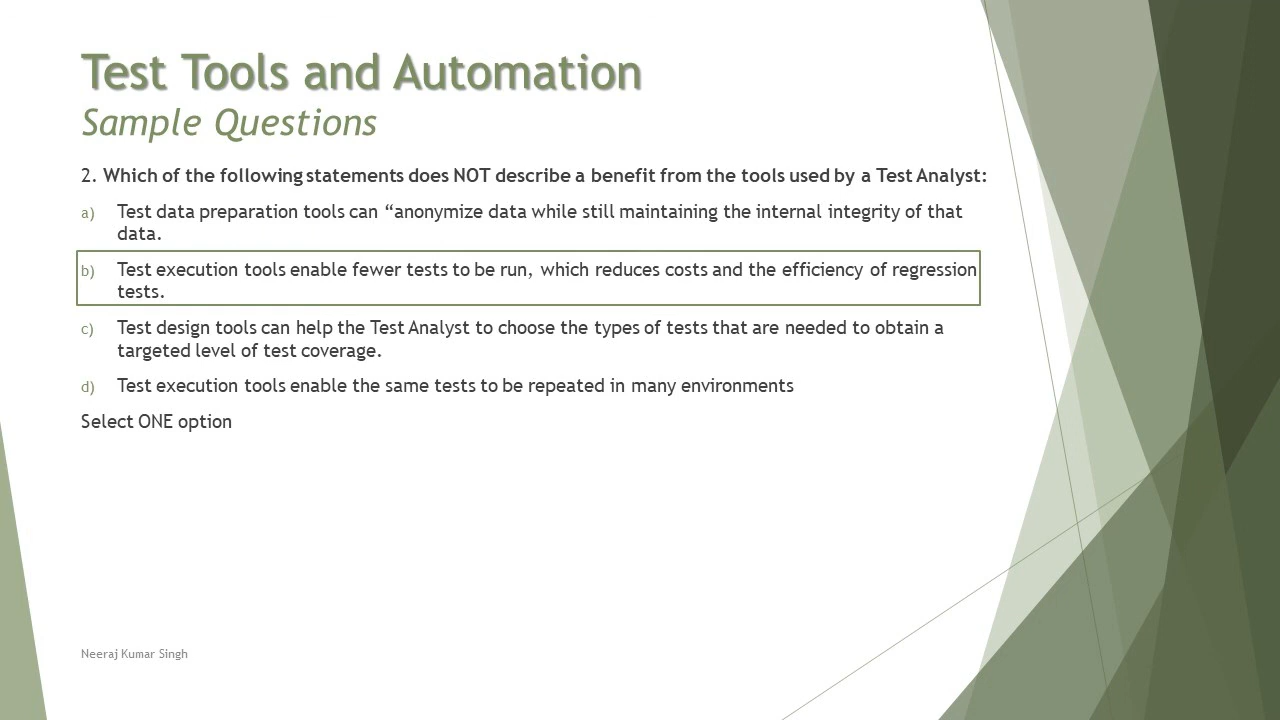 Test Tools and Automation
Sample Questions
2. Which of the following statements does NOT describe a benefit from the tools used by a Test Analyst:
a) Test data preparation tools can “anonymize data while still maintaining the internal integrity of that
data.
b) Test execution tools enable fewer tests to be run, which reduces costs and the efficiency of regression
tests.
c) Test design tools can help the Test Analyst to choose the types of tests that are needed to obtain a
targeted level of test coverage.
d) Test execution tools enable the same tests to be repeated in many environments
Select ONE option
Neeraj Kumar Singh